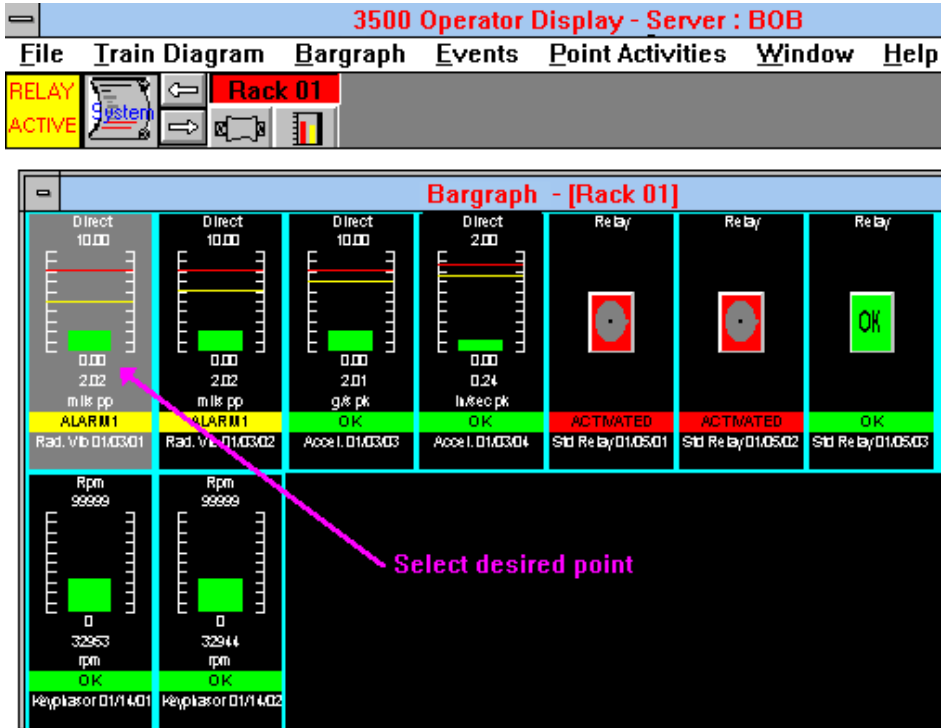 3500 Operator Display - Server : BOB
File Train Diagram Bargraph Events Point Activities Window Help
RELAY ACTIVE
System
Rack 01
Bargraph - [Rack 01]
Direct
10.00
0.00
2.02
mils pp
ALARM1
Rad. Vib 01/03/01
Direct
10.00
0.00
2.02
mils pp
ALARM1
Rad. Vib 01/03/02
Direct
10.00
0.00
2.01
g/s pk
OK
Accel. 01/03/03
Direct
2.00
0.00
0.24
in/sec pk
OK
Accel. 01/03/04
Relay
ACTIVATED
Std Relay 01/05/01
Relay
ACTIVATED
Std Relay 01/05/02
Relay
OK
OK
Std Relay 01/05/03
Rpm
99999
0
32953
rpm
OK
Keyphasor 01/14/01
Rpm
99999
0
32944
rpm
OK
Keyphasor 01/14/02
Select desired point